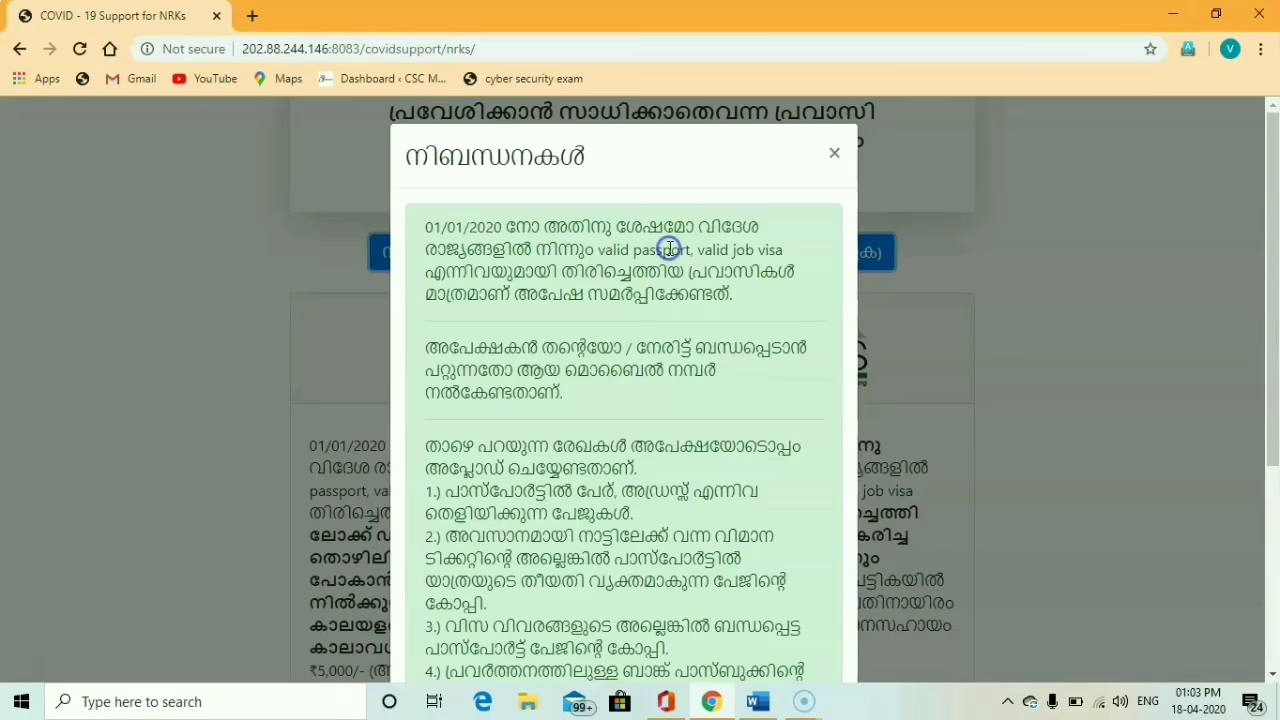 COVID - 19 Support for NRKs
Not secure
202.88.244.146:8083/covidsupport/nrks/
V
Apps
Gmail
YouTube
Maps
Dashboard | CSC M...
cyber security exam
പ്രവേശിക്കാൻ സാധിക്കാതെവന്ന പ്രവാസി
നിബന്ധനകൾ
×
01/01/2020 നോ അതിനു ശേഷമോ വിദേശ
രാജ്യങ്ങളിൽ നിന്നും valid passport, valid job visa
എന്നിവയുമായി തിരിച്ചെത്തിയ പ്രവാസികൾ
മാത്രമാണ് അപേഷ സമർപ്പിക്കേണ്ടത്.
അപേക്ഷകൻ തന്റെയോ / നേരിട്ട് ബന്ധപ്പെടാൻ
പറ്റുന്നതോ ആയ മൊബൈൽ നമ്പർ
നൽകേണ്ടതാണ്.
താഴെ പറയുന്ന രേഖകൾ അപേക്ഷയോടൊപ്പം
അപ്ലോഡ് ചെയ്യേണ്ടതാണ്.
1.) പാസ്പോർട്ടിൽ പേര്, അഡ്രസ്സ് എന്നിവ
തെളിയിക്കുന്ന പേജുകൾ.
2.) അവസാനമായി നാട്ടിലേക്ക് വന്ന വിമാന
ടിക്കറ്റിന്റെ അല്ലെങ്കിൽ പാസ്പോർട്ടിൽ
യാത്രയുടെ തീയതി വ്യക്തമാകുന്ന പേജിന്റെ
കോപ്പി.
3.) വിസ വിവരങ്ങളുടെ അല്ലെങ്കിൽ ബന്ധപ്പെട്ട
പാസ്പോർട്ട് പേജിന്റെ കോപ്പി.
4.) പ്രവർത്തനത്തിലുള്ള ബാങ്ക് പാസ്ബുക്കിന്റെ
01/01/2020
വിദേശ
passport,
ലോക്ക്
₹5,000/-
job visa
Type here to search
99+
ENG
01:03 PM
18-04-2020
24